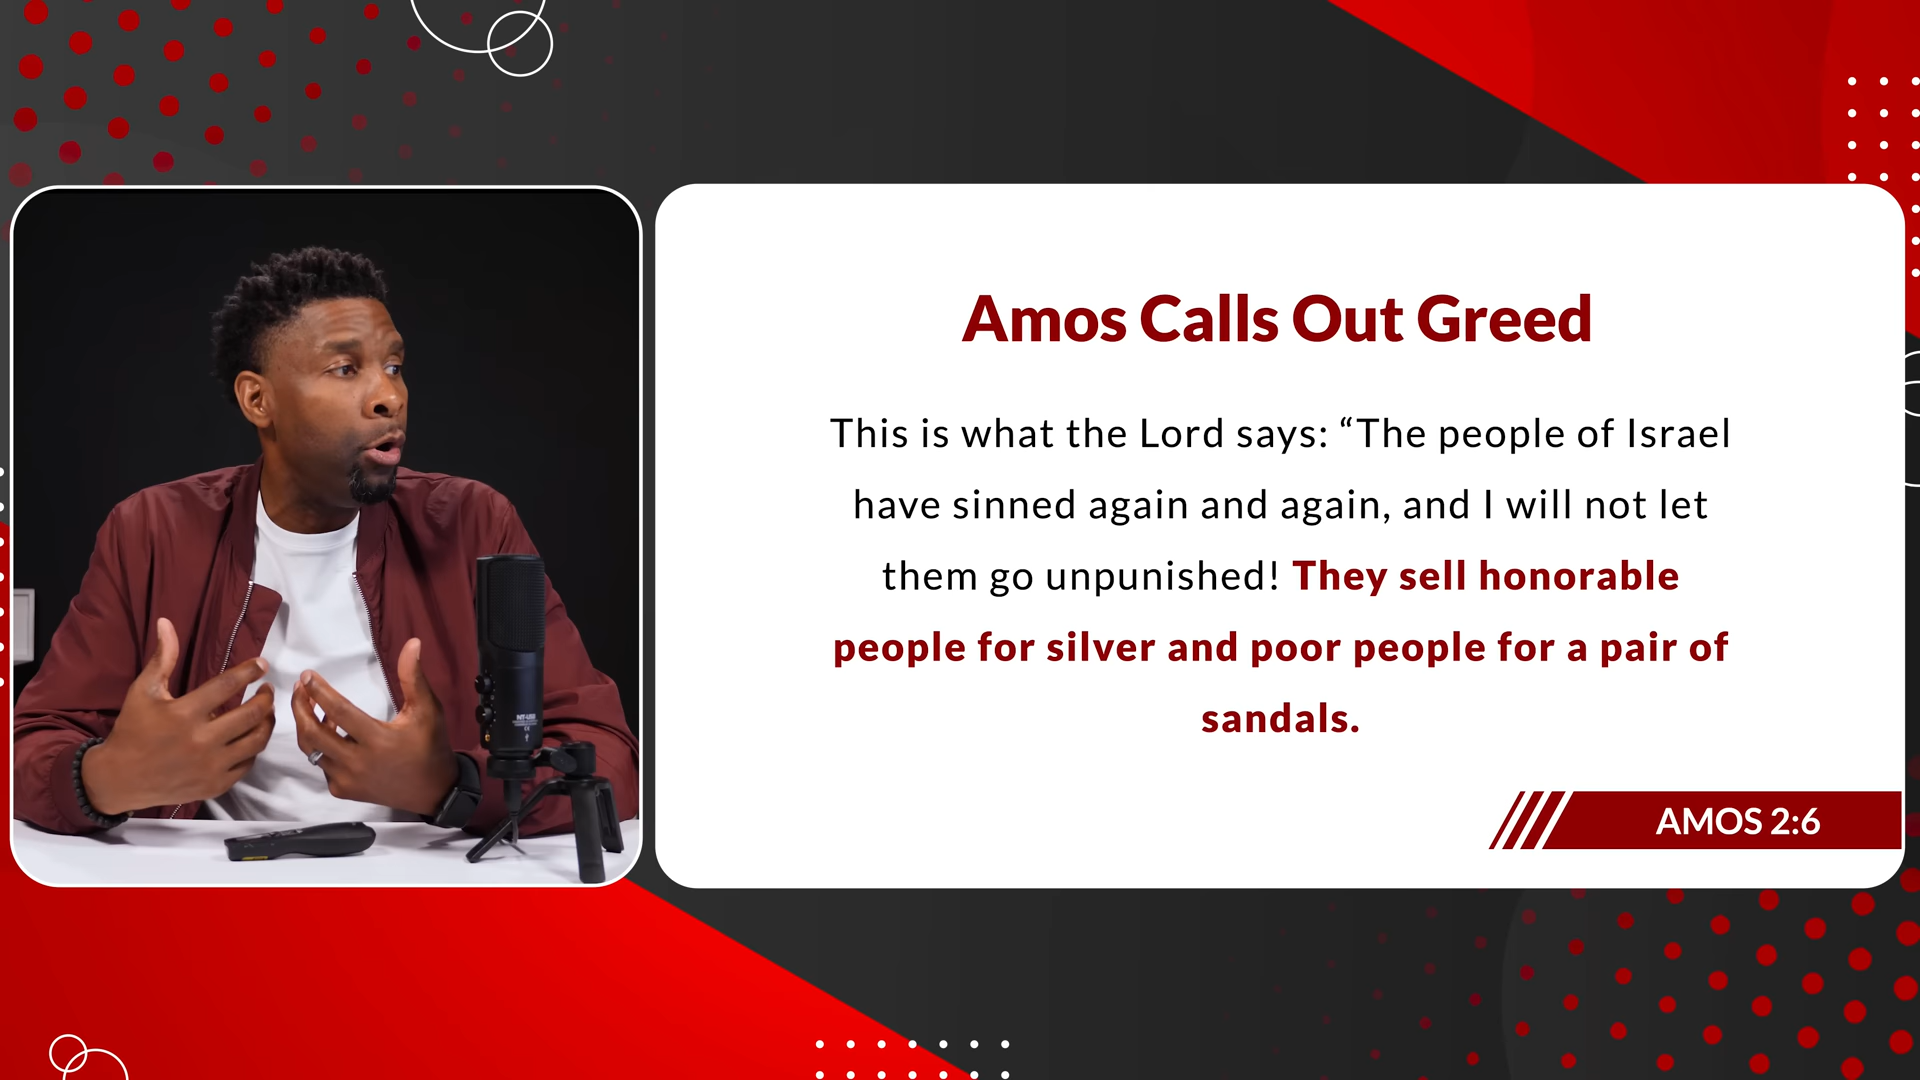 Amos Calls Out Greed
This is what the Lord says: “The people of Israel
have sinned again and again, and I will not let
them go unpunished! They sell honorable
people for silver and poor people for a pair of
sandals.
AMOS 2:6
NT-USB